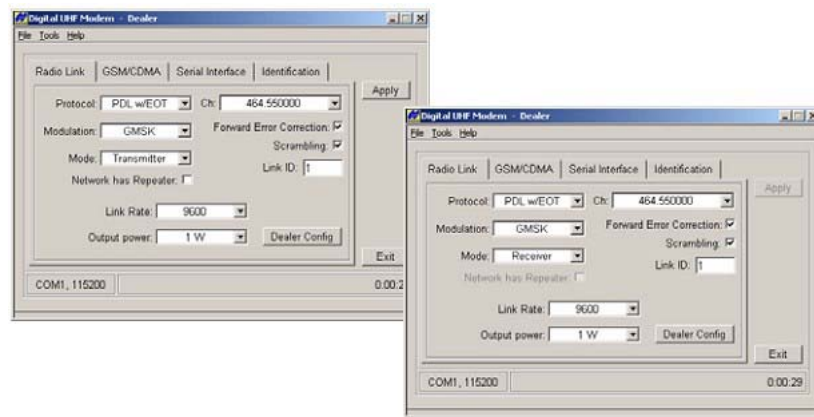 Digital UHF Modem - Dealer
File Tools Help
Radio Link GSM/CDMA Serial Interface Identification
Apply
Protocol: PDL w/EOT Ch: 464.550000
Modulation: GMSK Forward Error Correction:
Scrambling:
Mode: Transmitter
Link ID: 1
Network has Repeater:
Link Rate: 9600
Output power: 1 W Dealer Config
Exit
COM1, 115200
Digital UHF Modem - Dealer
File Tools Help
Radio Link GSM/CDMA Serial Interface Identification
Apply
Protocol: PDL w/EOT Ch: 464.550000
Modulation: GMSK Forward Error Correction:
Scrambling:
Mode: Receiver
Link ID: 1
Network has Repeater:
Link Rate: 9600
Output power: 1 W Dealer Config
Exit
COM1, 115200 0:00:29